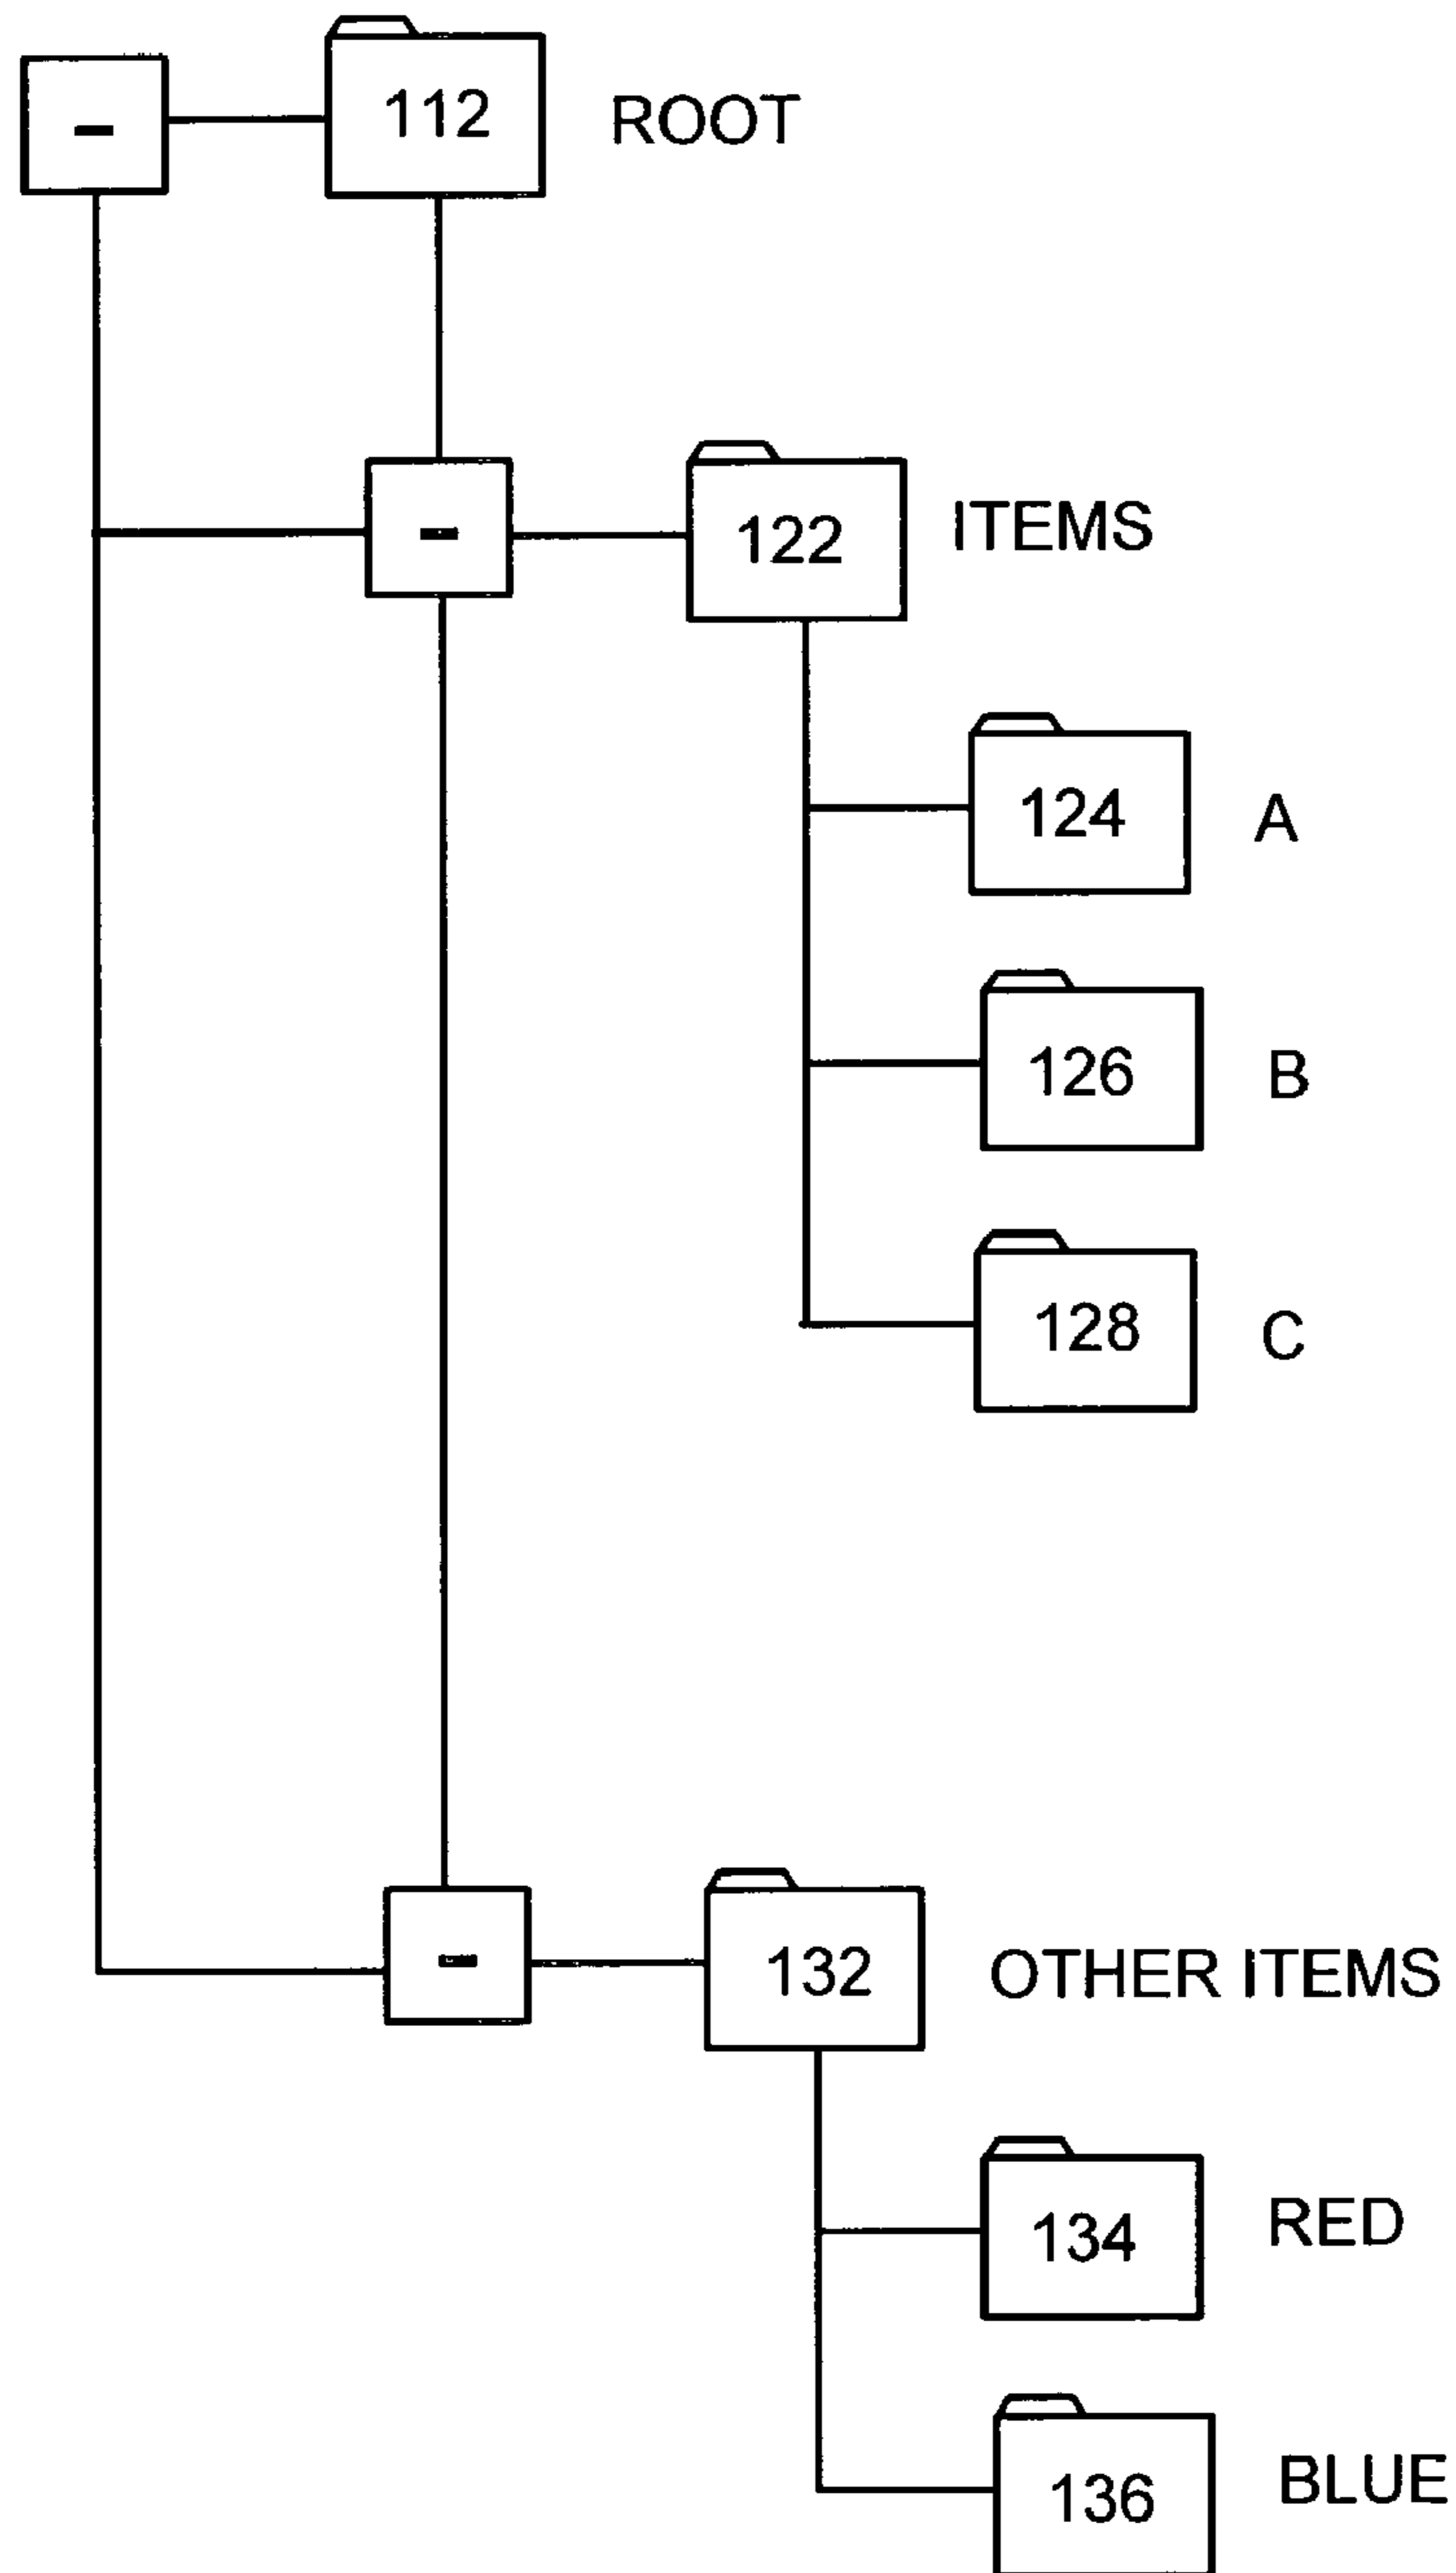 - 112 ROOT
- 122 ITEMS
124 A
126 B
128 C
- 132 OTHER ITEMS
134 RED
136 BLUE